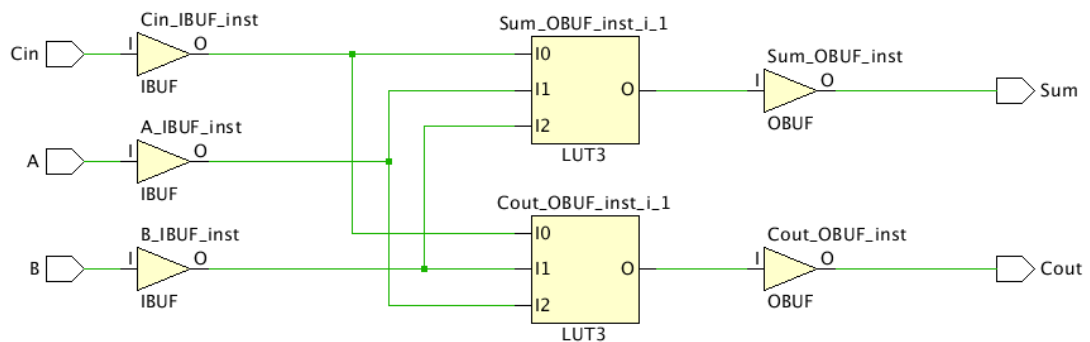 Cin
Cin_IBUF_inst
I
O
IBUF
A
A_IBUF_inst
I
O
IBUF
B
B_IBUF_inst
I
O
IBUF
Sum_OBUF_inst_i_1
I0
I1
I2
O
LUT3
Cout_OBUF_inst_i_1
I0
I1
I2
O
LUT3
Sum_OBUF_inst
I
O
OBUF
Sum
Cout_OBUF_inst
I
O
OBUF
Cout